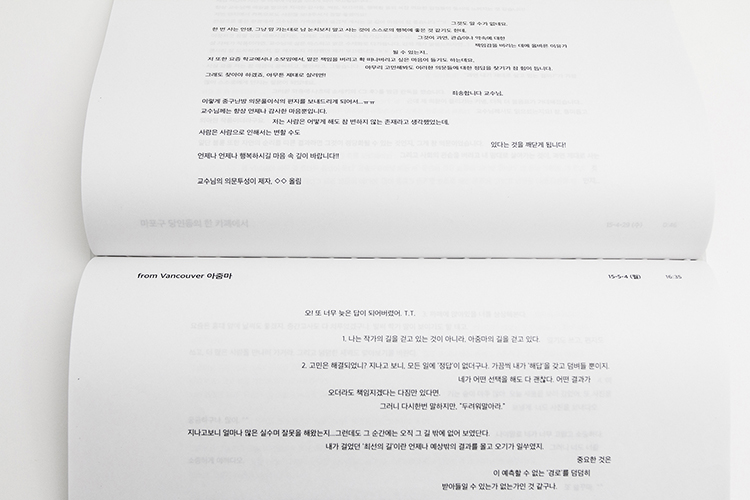 그것도 알 수가 없네요.
한 번 사는 인생, 그냥 맘 가는대로 남 눈치보지 말고 사는 것이 스스로의 행복에 좋은 것 같기도 한데,
그것이 과연, 관습이나 약속에 대한
책임감을 버리는 데에 올바른 이유가
될 수 있는지..
저 또한 요즘 학교에서나 소모임에서, 맡은 책임을 버리고 확 떠나버리고 싶은 마음이 들기도 하는데요,
아무리 고민해봐도 이러한 의문들에 대한 정답을 찾기가 참 힘이 듭니다.
그래도 찾아야 하겠죠, 아무튼 제대로 살려면!
죄송합니다 교수님,
이렇게 중구난방 의문풀이식의 편지를 보내드리게 되어서...ㅠㅠ
교수님께는 항상 언제나 감사한 마음뿐입니다.
저는 사람은 어떻게 해도 참 변하지 않는 존재라고 생각했었는데,
사람은 사람으로 인해서는 변할 수도
있다는 것을 깨닫게 됩니다!
언제나 언제나 행복하시길 마음 속 깊이 바랍니다!!
교수님의 의문투성이 제자, ◇◇ 올림
from Vancouver 아줌마 15-5-4 (월) 16:35
오! 또 너무 늦은 답이 되어버렸어. T.T.
1. 나는 작가의 길을 걷고 있는 것이 아니라, 아줌마의 길을 걷고 있다.
2. 고민은 해결되었니? 지나고 보니, 모든 일에 '정답'이 없더구나. 가끔씩 내가 '해답'을 갖고 덤벼들 뿐이지.
네가 어떤 선택을 해도 다 괜찮다. 어떤 결과가
오더라도 책임지겠다는 다짐만 있다면.
그러니 다시한번 말하지만, "두려워말아라."
지나고보니 얼마나 많은 실수며 잘못을 해왔는지...그런데도 그 순간에는 오직 그 길 밖에 없어 보였단다.
내가 걸었던 '최선의 길'이란 언제나 예상밖의 결과를 몰고 오기가 일쑤였지.
중요한 것은
이 예측할 수 없는 '경로'를 덤덤히
받아들일 수 있는가 없는가인 것 같구나.